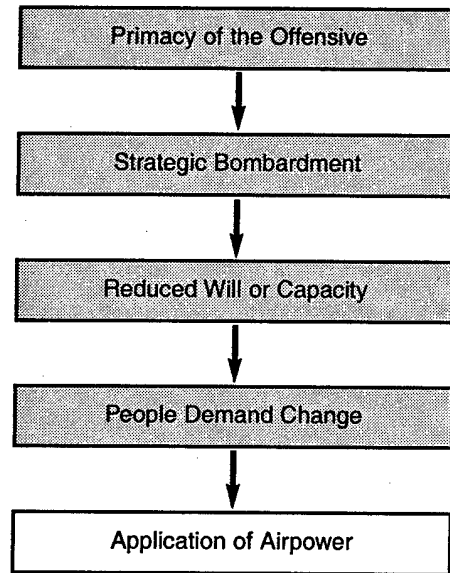 Primacy of the Offensive
Strategic Bombardment
Reduced Will or Capacity
People Demand Change
Application of Airpower